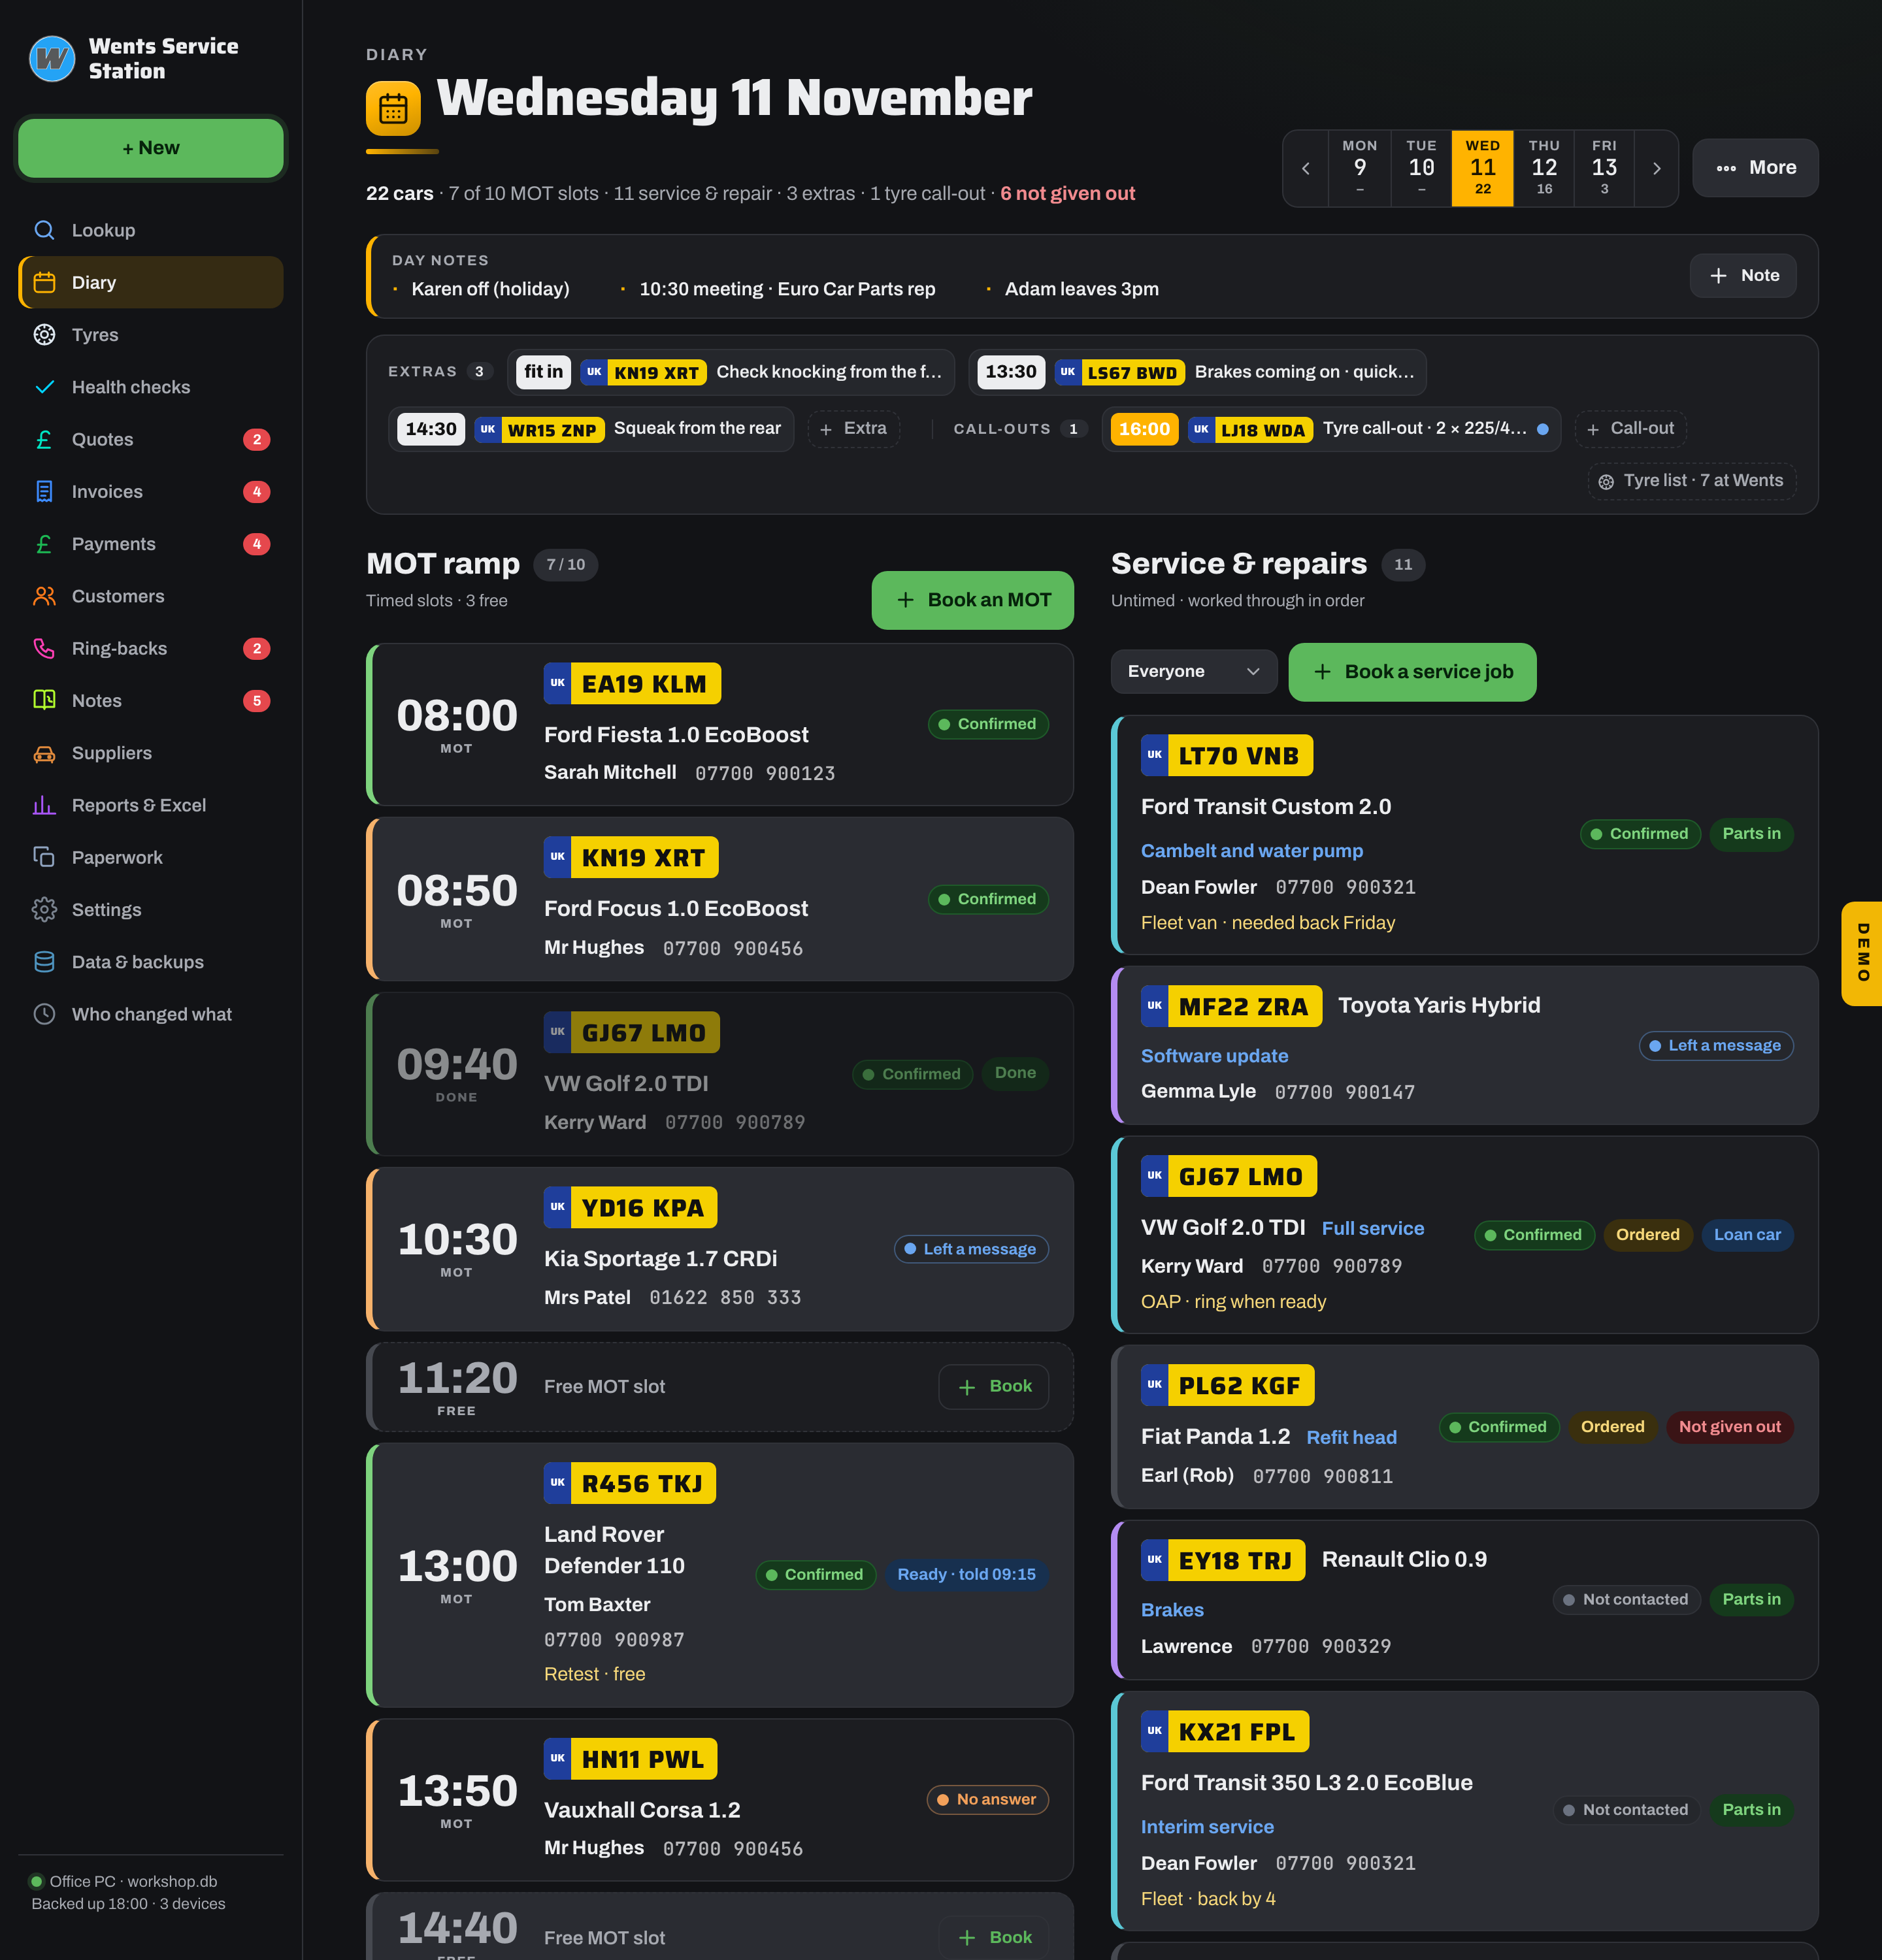 Wents Service
Station
+ New
Lookup
Diary
Tyres
Health checks
Quotes 2
Invoices 4
Payments 4
Customers
Ring-backs 2
Notes 5
Suppliers
Reports & Excel
Paperwork
Settings
Data & backups
Who changed what
Office PC · workshop.db
Backed up 18:00 · 3 devices
DIARY
Wednesday 11 November
22 cars · 7 of 10 MOT slots · 11 service & repair · 3 extras · 1 tyre call-out · 6 not given out
MON 9 –
TUE 10 –
WED 11 22
THU 12 16
FRI 13 3
More
DAY NOTES
· Karen off (holiday) · 10:30 meeting · Euro Car Parts rep · Adam leaves 3pm
+ Note
EXTRAS 3 fit in UK KN19 XRT Check knocking from the f... 13:30 UK LS67 BWD Brakes coming on · quick...
14:30 UK WR15 ZNP Squeak from the rear + Extra CALL-OUTS 1 16:00 UK LJ18 WDA Tyre call-out · 2 × 225/4... + Call-out
Tyre list · 7 at Wents
MOT ramp 7 / 10
Timed slots · 3 free
+ Book an MOT
08:00
MOT
UK EA19 KLM
Ford Fiesta 1.0 EcoBoost
Sarah Mitchell 07700 900123
Confirmed
08:50
MOT
UK KN19 XRT
Ford Focus 1.0 EcoBoost
Mr Hughes 07700 900456
Confirmed
09:40
DONE
UK GJ67 LMO
VW Golf 2.0 TDI
Kerry Ward 07700 900789
Confirmed Done
10:30
MOT
UK YD16 KPA
Kia Sportage 1.7 CRDi
Mrs Patel 01622 850 333
Left a message
11:20
FREE
Free MOT slot
+ Book
13:00
MOT
UK R456 TKJ
Land Rover
Defender 110
Tom Baxter
07700 900987
Retest · free
Confirmed Ready · told 09:15
13:50
MOT
UK HN11 PWL
Vauxhall Corsa 1.2
Mr Hughes 07700 900456
No answer
14:40
FREE
Free MOT slot
+ Book
Service & repairs 11
Untimed · worked through in order
Everyone
+ Book a service job
UK LT70 VNB
Ford Transit Custom 2.0
Cambelt and water pump
Dean Fowler 07700 900321
Fleet van · needed back Friday
Confirmed Parts in
UK MF22 ZRA Toyota Yaris Hybrid
Software update
Gemma Lyle 07700 900147
Left a message
UK GJ67 LMO
VW Golf 2.0 TDI Full service
Kerry Ward 07700 900789
OAP · ring when ready
Confirmed Ordered Loan car
UK PL62 KGF
Fiat Panda 1.2 Refit head
Earl (Rob) 07700 900811
Confirmed Ordered Not given out
UK EY18 TRJ Renault Clio 0.9
Brakes
Lawrence 07700 900329
Not contacted Parts in
UK KX21 FPL
Ford Transit 350 L3 2.0 EcoBlue
Interim service
Dean Fowler 07700 900321
Fleet · back by 4
Not contacted Parts in
DEMO